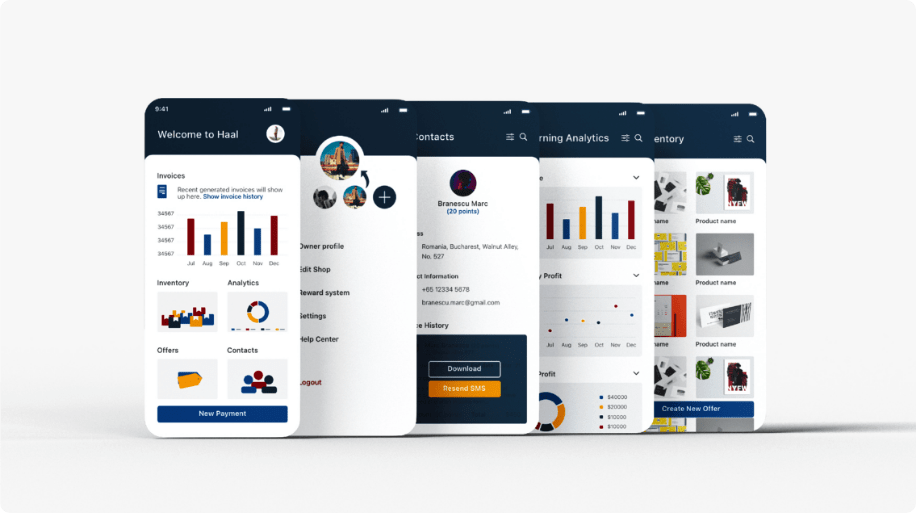 9:41
Welcome to Haal
Invoices
Recent generated invoices will show
up here. Show invoice history
34567
34567
34567
34567
Jul Aug Sep Oct Nov Dec
Inventory Analytics
Offers Contacts
New Payment
Owner profile
Edit Shop
Reward system
Settings
Help Center
Logout
ontacts
Branescu Marc
(20 points)
ss
Romania, Bucharest, Walnut Alley,
No. 527
ct Information
+65 12334 5678
branescu.marc@gmail.com
ce History
Download
Resend SMS
rning Analytics
e
Jul Aug Sep Oct Nov Dec
y Profit
Jul Aug Sep Oct Nov Dec
Profit
$40000
$20000
$10000
$10000
entory
name Product name
name Product name
name Product name
Create New Offer